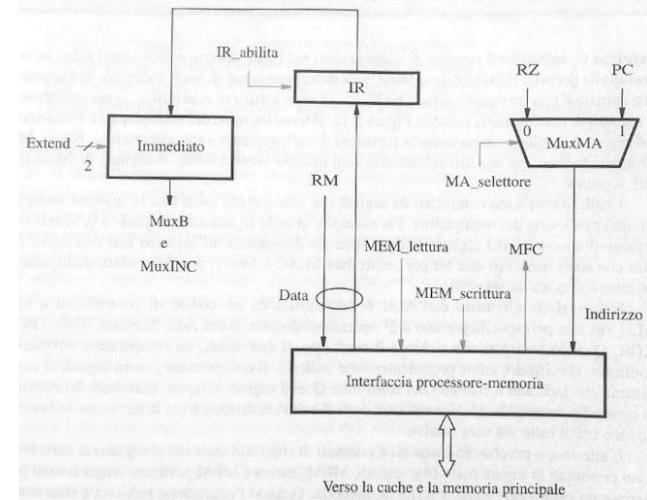 IR_abilita
IR
RZ
PC
0
1
MuxMA
Extend
2
Immediato
MA_selettore
RM
MuxB
e
MuxINC
MEM_lettura
MFC
Data
MEM_scrittura
Indirizzo
Interfaccia processore-memoria
Verso la cache e la memoria principale